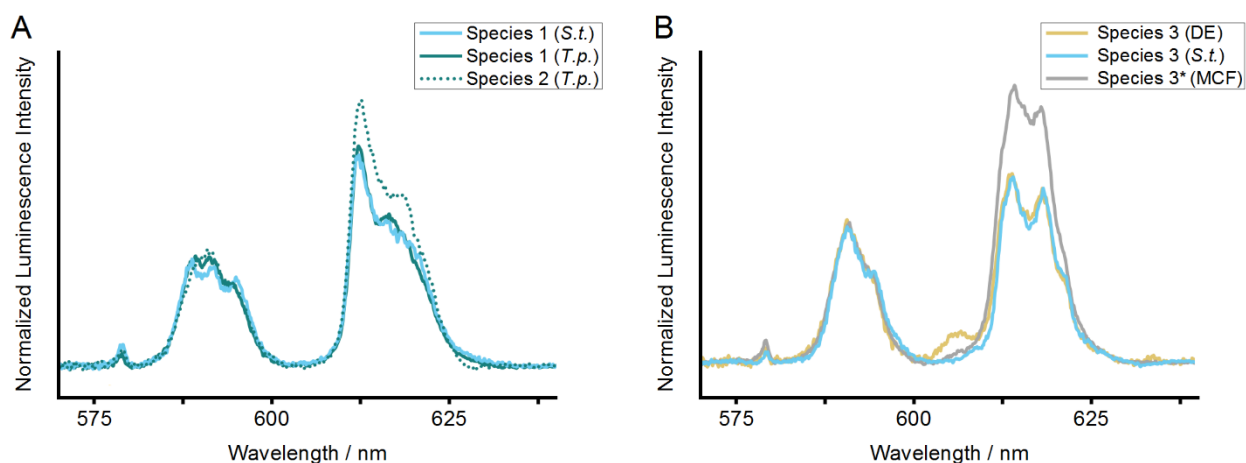 A
Species 1 (S.t.)
Species 1 (T.p.)
Species 2 (T.p.)
Normalized Luminescence Intensity
575
600
625
Wavelength / nm
B
Species 3 (DE)
Species 3 (S.t.)
Species 3* (MCF)
Normalized Luminescence Intensity
575
600
625
Wavelength / nm